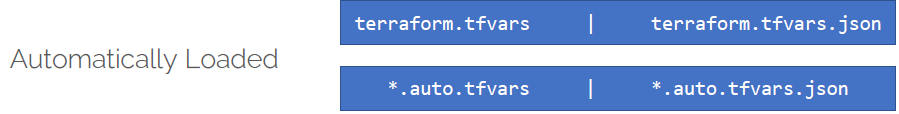 terraform.tfvars | terraform.tfvars.json
Automatically Loaded
*.auto.tfvars | *.auto.tfvars.json